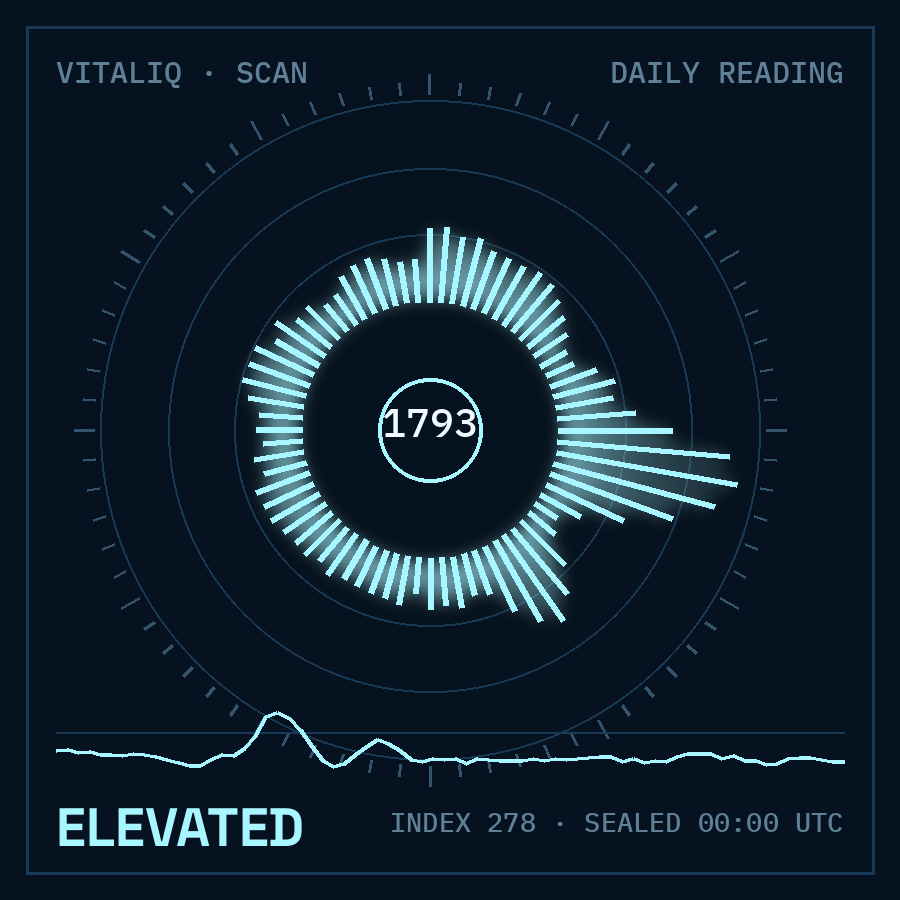 VITALIQ · SCAN
DAILY READING
1793
ELEVATED
INDEX 278 · SEALED 00:00 UTC